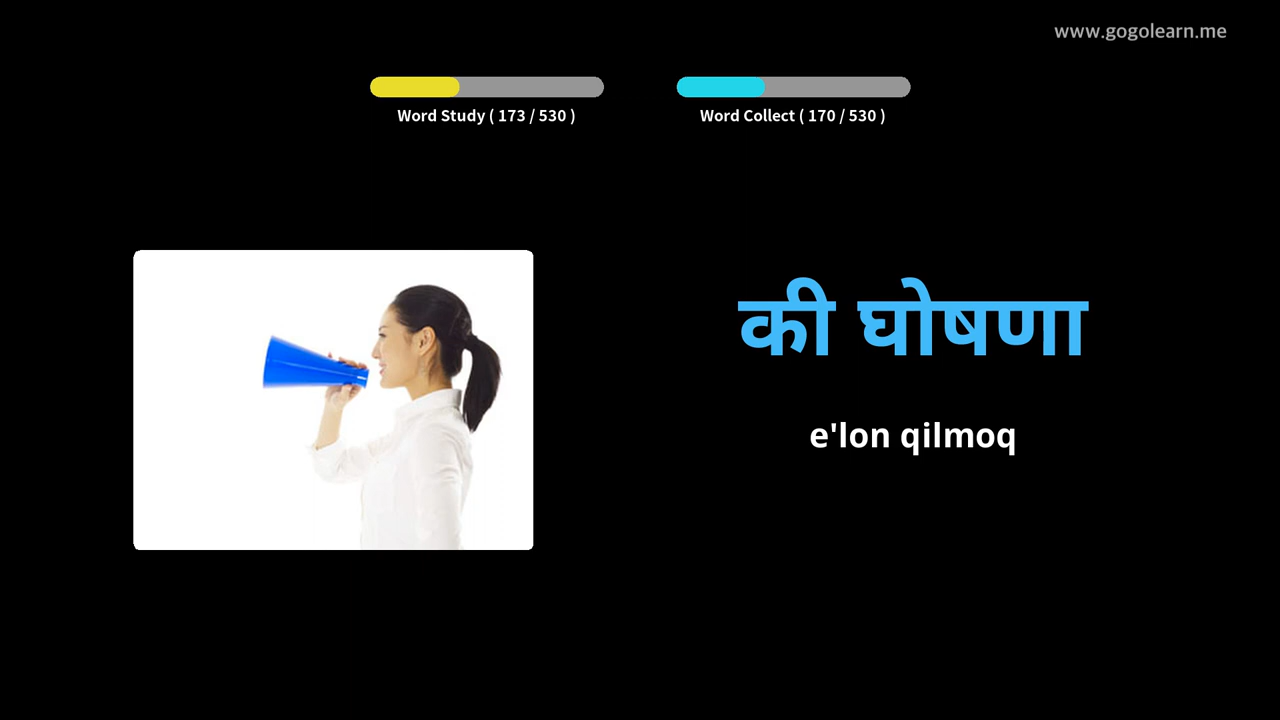 www.gogolearn.me
Word Study ( 173 / 530 )
Word Collect ( 170 / 530 )
की घोषणा
e'lon qilmoq